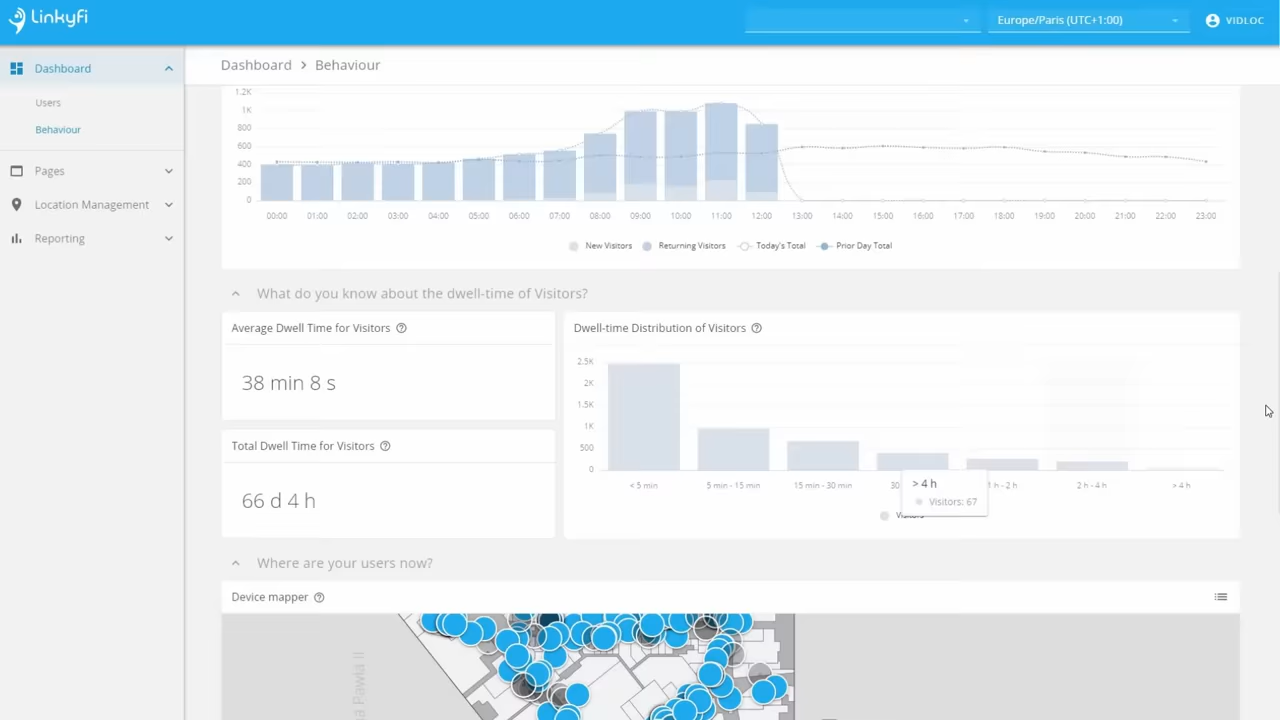 Linkyfi
Europe/Paris (UTC+1:00)
VIDLOC
Dashboard
Users
Behaviour
Pages
Location Management
Reporting
Dashboard > Behaviour
1.2K
1K
800
600
400
200
0
00:00 01:00 02:00 03:00 04:00 05:00 06:00 07:00 08:00 09:00 10:00 11:00 12:00 13:00 14:00 15:00 16:00 17:00 18:00 19:00 20:00 21:00 22:00 23:00
New Visitors Returning Visitors Today's Total Prior Day Total
What do you know about the dwell-time of Visitors?
Average Dwell Time for Visitors
38 min 8 s
Total Dwell Time for Visitors
66 d 4 h
Dwell-time Distribution of Visitors
2.5K
2K
1.5K
1K
500
0
< 5 min 5 min - 15 min 15 min - 30 min 30 1 h - 2 h 2 h - 4 h > 4 h
> 4 h
Visitors: 67
Visitors
Where are your users now?
Device mapper
a Pawła II